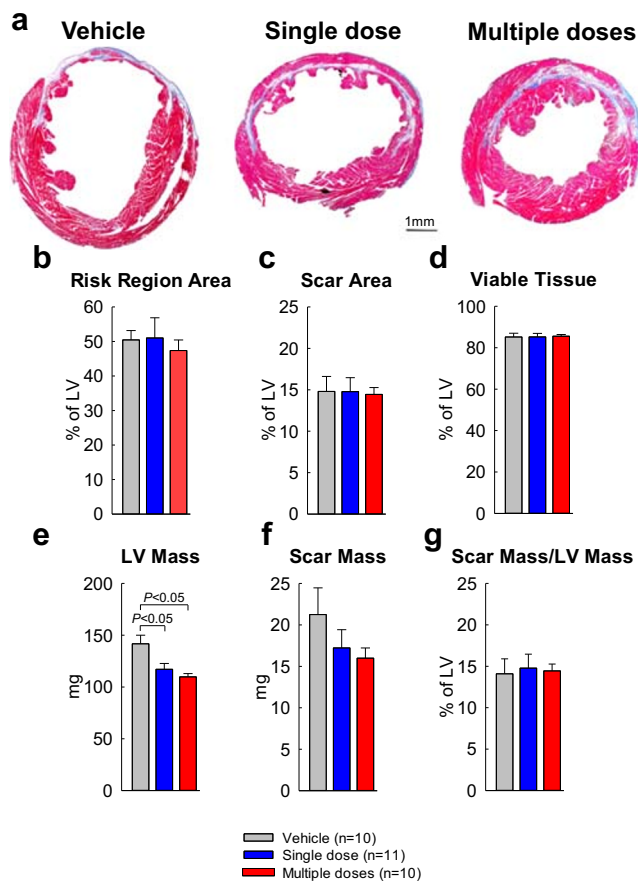 a
Vehicle
Single dose
Multiple doses
1mm
b
Risk Region Area
% of LV
60
50
40
30
20
10
0
c
Scar Area
% of LV
25
20
15
10
5
0
d
Viable Tissue
% of LV
100
80
60
40
20
0
e
LV Mass
mg
200
150
100
50
0
P<0.05
P<0.05
f
Scar Mass
mg
25
20
15
10
5
0
g
Scar Mass/LV Mass
% of LV
25
20
15
10
5
0
Vehicle (n=10)
Single dose (n=11)
Multiple doses (n=10)